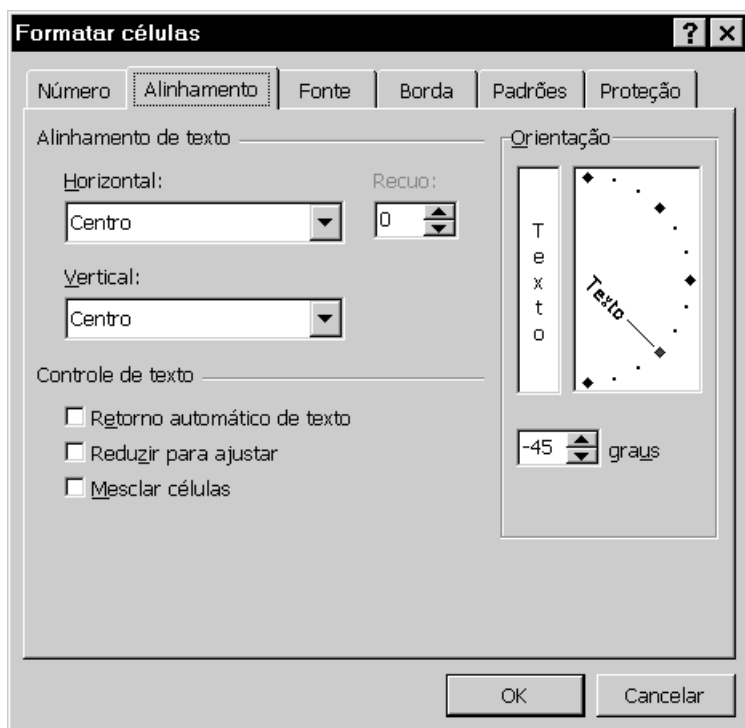 Formatar células
Número Alinhamento Fonte Borda Padrões Proteção
Alinhamento de texto
Horizontal: Recuo:
Centro 0
Vertical:
Centro
Controle de texto
Retorno automático de texto
Reduzir para ajustar
Mesclar células
Orientação
Texto
Texto
-45 graus
OK Cancelar